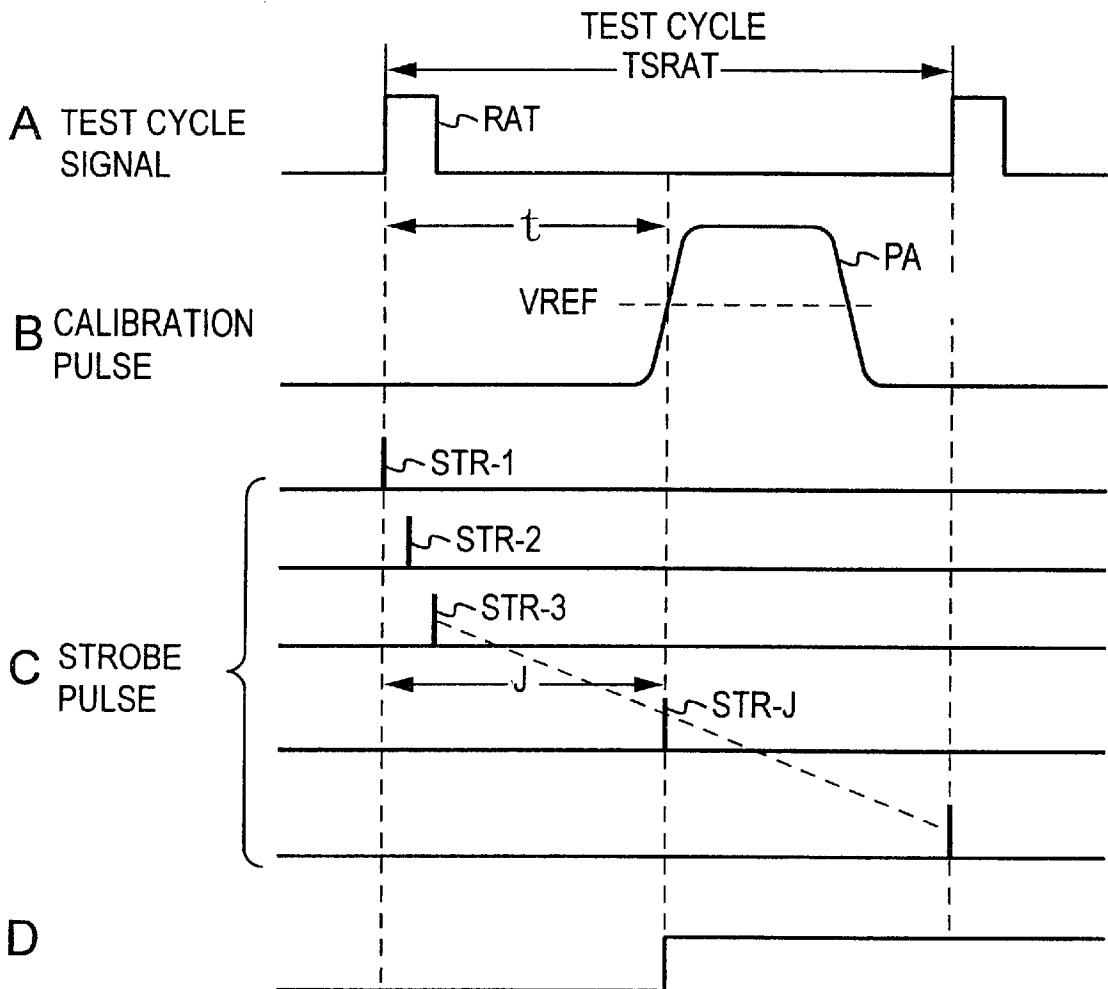 TEST CYCLE
TSRAT
A TEST CYCLE
SIGNAL
RAT
t
PA
VREF
B CALIBRATION
PULSE
STR-1
STR-2
STR-3
C STROBE
PULSE
J
STR-J
D